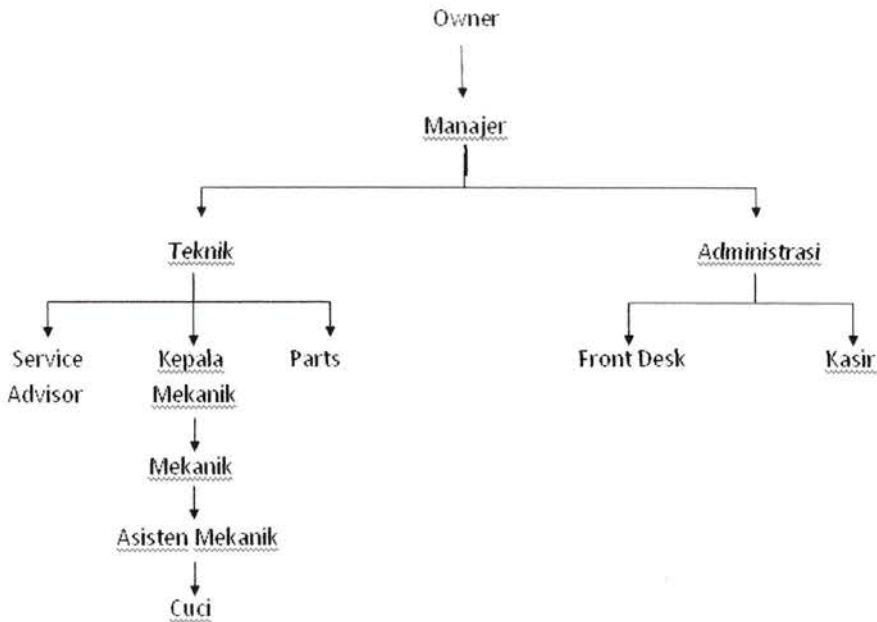 Owner
Manajer
Teknik
Administrasi
Service
Advisor
Kepala
Mekanik
Parts
Front Desk
Kasir
Mekanik
Asisten Mekanik
Cuci